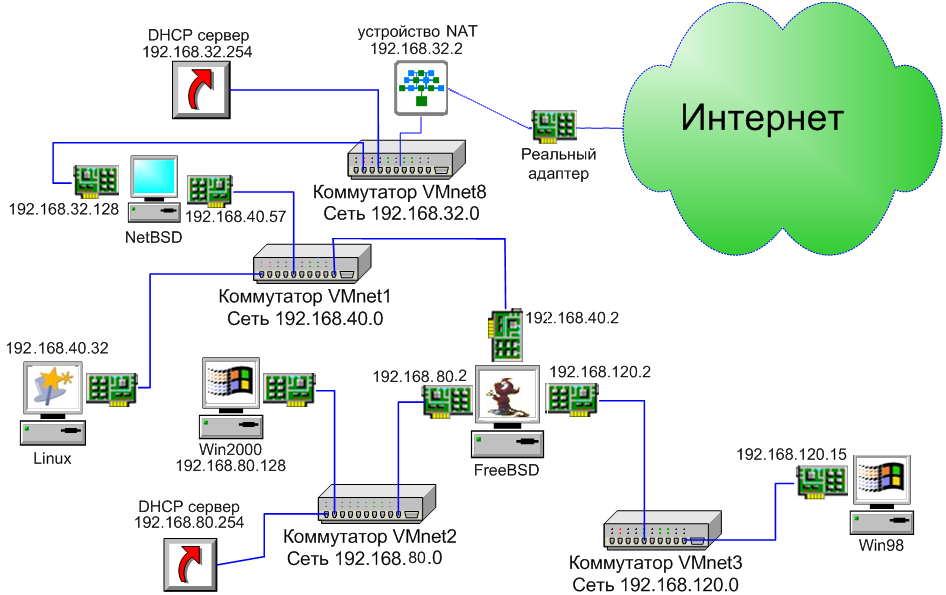 DHCP сервер
192.168.32.254
устройство NAT
192.168.32.2
Интернет
Реальный
адаптер
Коммутатор VMnet8
Сеть 192.168.32.0
192.168.32.128
192.168.40.57
NetBSD
Коммутатор VMnet1
Сеть 192.168.40.0
192.168.40.2
192.168.40.32
Linux
Win2000
192.168.80.128
192.168.80.2
192.168.120.2
FreeBSD
192.168.120.15
Win98
DHCP сервер
192.168.80.254
Коммутатор VMnet2
Сеть 192.168.80.0
Коммутатор VMnet3
Сеть 192.168.120.0